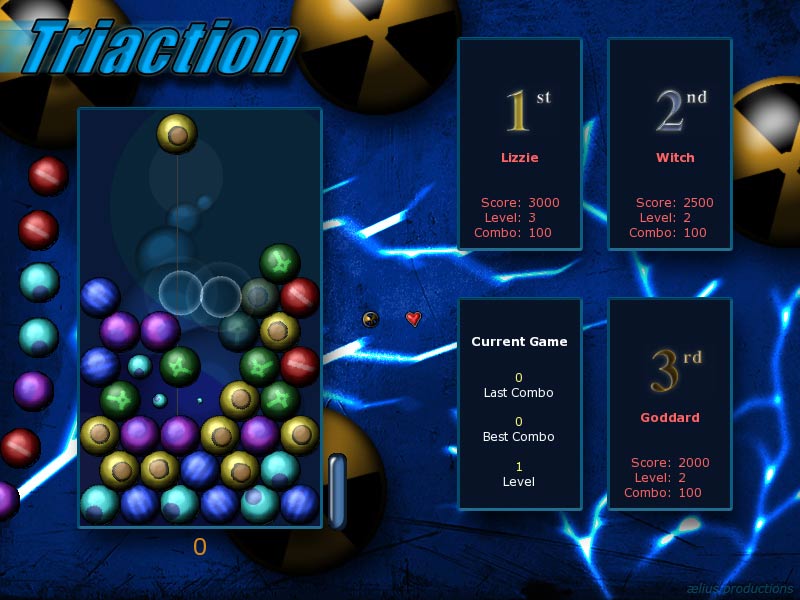 Triaction
1st
Lizzie
Score: 3000
Level: 3
Combo: 100
2nd
Witch
Score: 2500
Level: 2
Combo: 100
Current Game
0
Last Combo
0
Best Combo
1
Level
3rd
Goddard
Score: 2000
Level: 2
Combo: 100
0
ælius productions